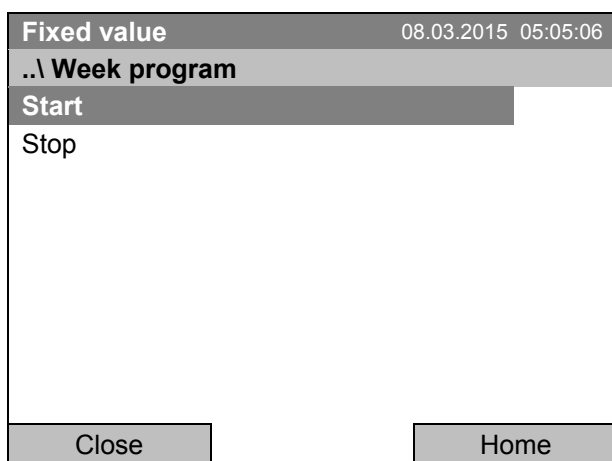 Fixed value 08.03.2015 05:05:06
..\ Week program
Start
Stop
Close Home